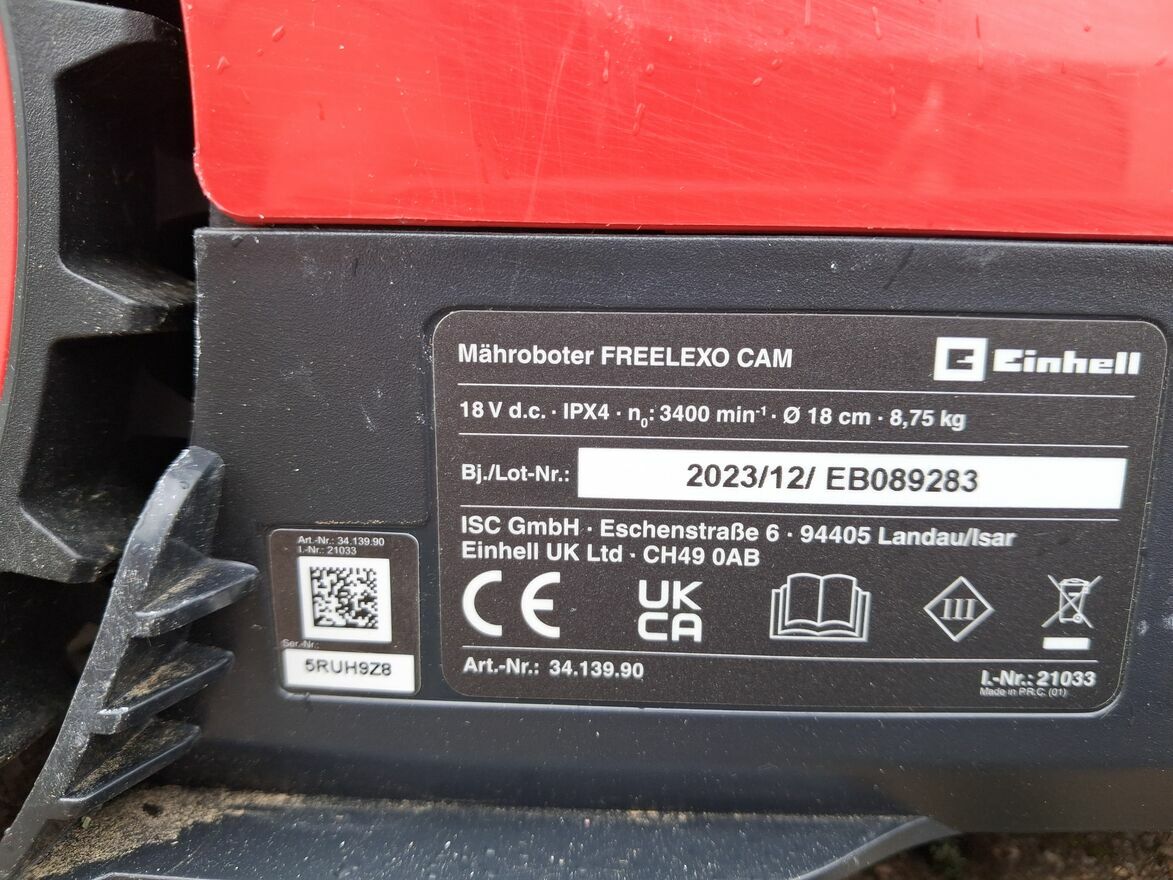 Mähroboter FREELEXO CAM
Einhell
18 V d.c. · IPX4 · n0: 3400 min-1 · Ø 18 cm · 8,75 kg
Bj./Lot-Nr.: 2023/12/ EB089283
ISC GmbH · Eschenstraße 6 · 94405 Landau/Isar
Einhell UK Ltd · CH49 0AB
CE
UK
CA
III
Art.-Nr.: 34.139.90
I.-Nr.: 21033
Made in P.R.C. (01)
Art.-Nr.: 34.139.90
I.-Nr.: 21033
Ser.-Nr.:
5RUH9Z8